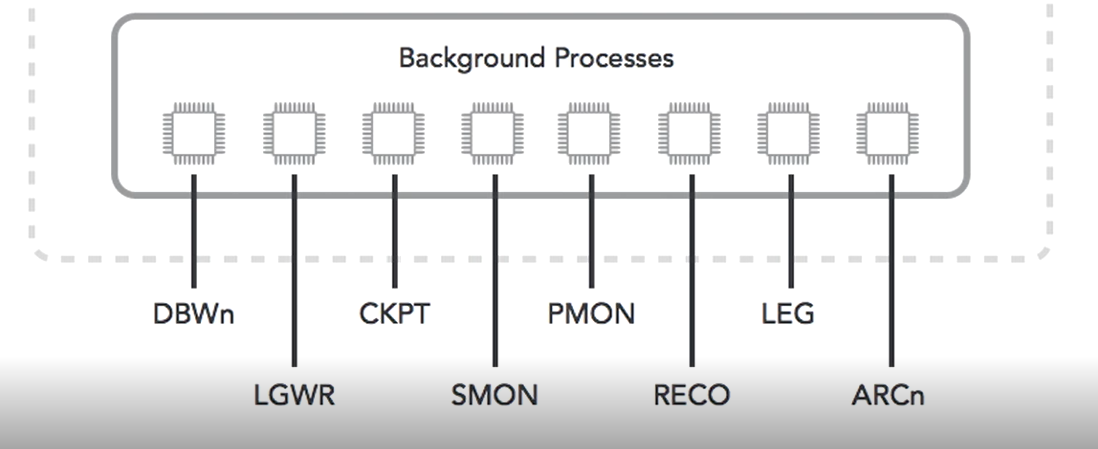 Background Processes
DBWn
CKPT
PMON
LEG
LGWR
SMON
RECO
ARCn